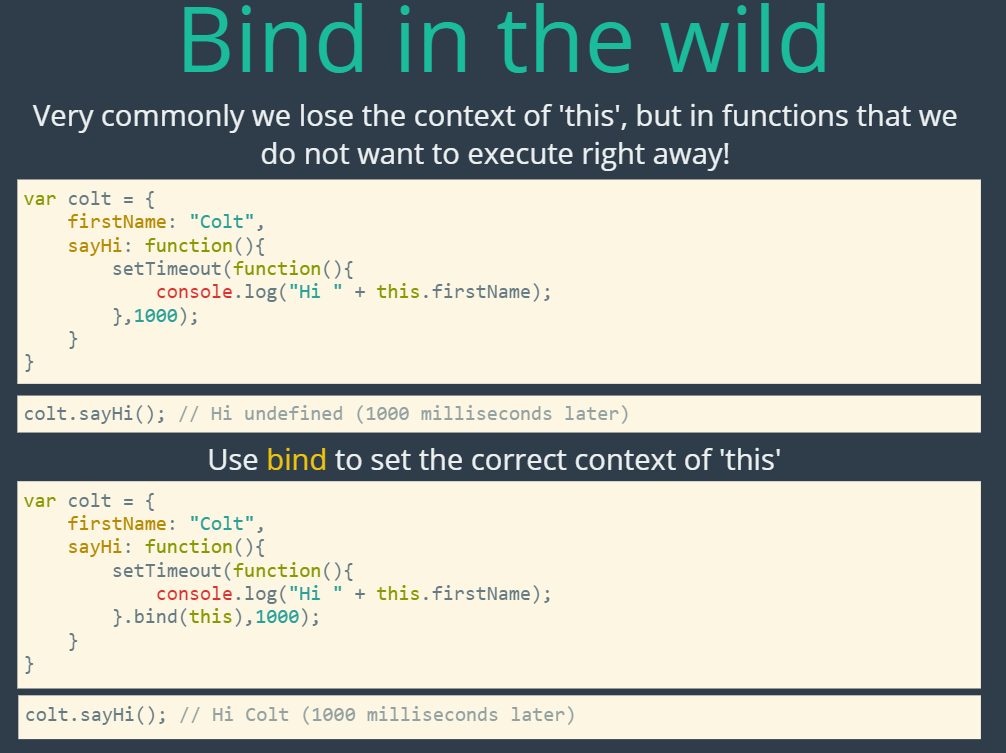 Bind in the wild
Very commonly we lose the context of 'this', but in functions that we
do not want to execute right away!
var colt = {
    firstName: "Colt",
    sayHi: function(){
        setTimeout(function(){
            console.log("Hi " + this.firstName);
        },1000);
    }
}
colt.sayHi(); // Hi undefined (1000 milliseconds later)
Use bind to set the correct context of 'this'
var colt = {
    firstName: "Colt",
    sayHi: function(){
        setTimeout(function(){
            console.log("Hi " + this.firstName);
        }.bind(this),1000);
    }
}
colt.sayHi(); // Hi Colt (1000 milliseconds later)